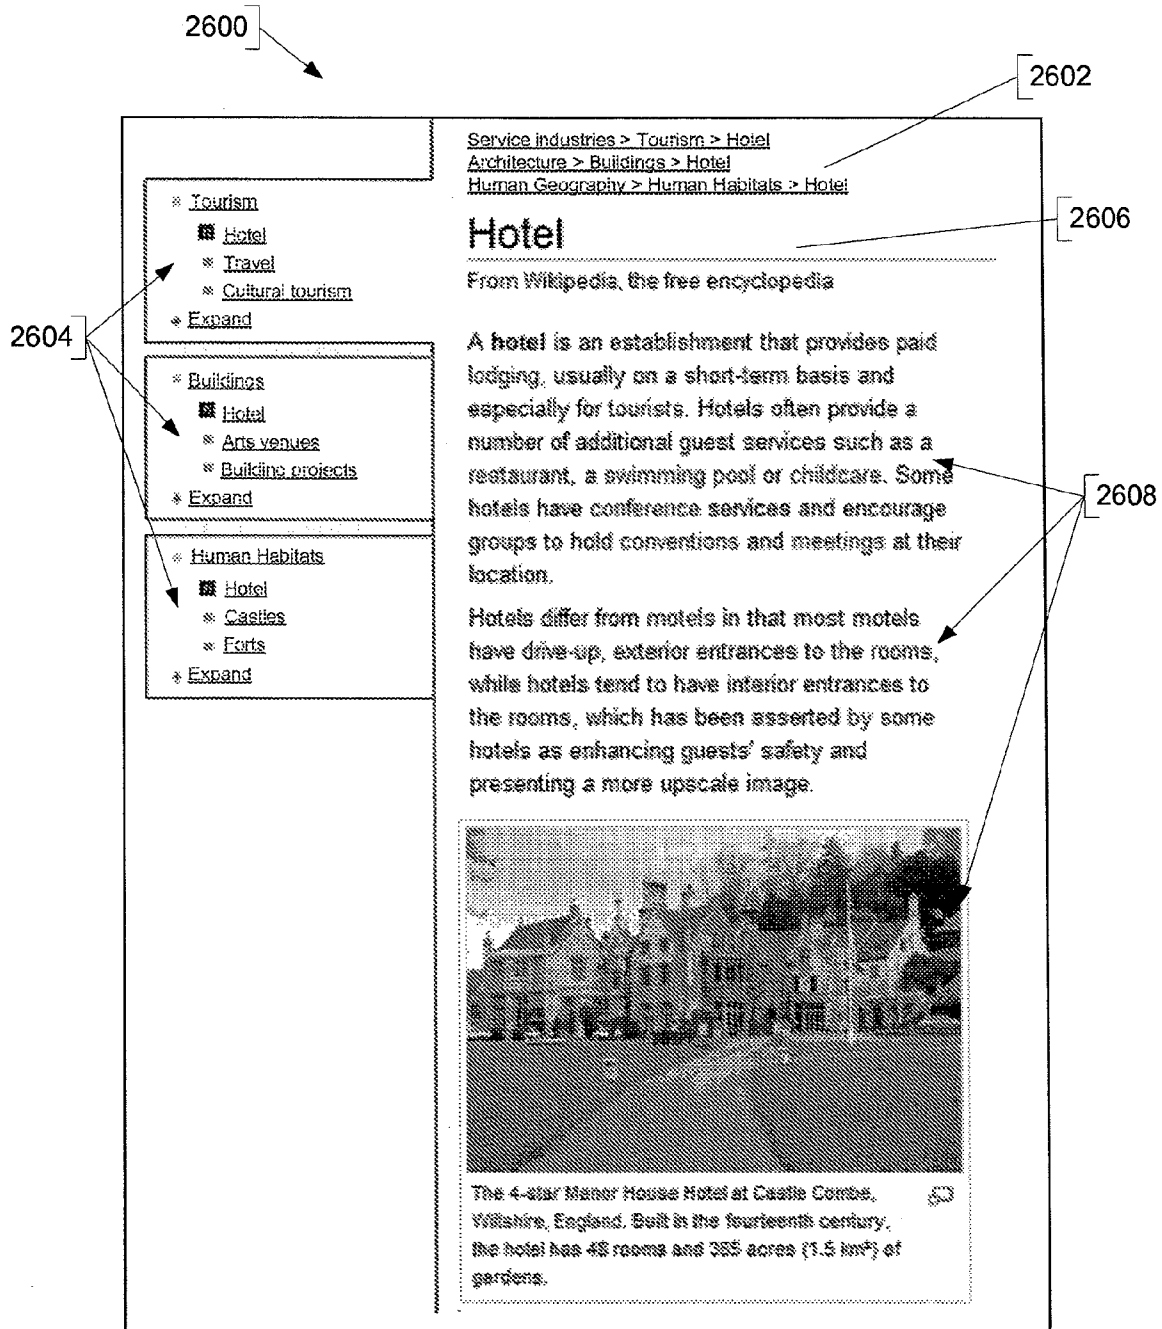 2600
2602
Service industries > Tourism > Hotel
Architecture > Buildings > Hotel
Human Geography > Human Habitats > Hotel
2606
Hotel
From Wikipedia, the free encyclopedia
2604
Tourism
Hotel
Travel
Cultural tourism
Expand
Buildings
Hotel
Arts venues
Building projects
Expand
Human Habitats
Hotel
Castles
Forts
Expand
A hotel is an establishment that provides paid
lodging, usually on a short-term basis and
especially for tourists. Hotels often provide a
number of additional guest services such as a
restaurant, a swimming pool or childcare. Some
hotels have conference services and encourage
groups to hold conventions and meetings at their
location.
2608
Hotels differ from motels in that most motels
have drive-up, exterior entrances to the rooms,
while hotels tend to have interior entrances to
the rooms, which has been asserted by some
hotels as enhancing guests' safety and
presenting a more upscale image.
The 4-star Manor House Hotel at Castle Combe,
Wiltshire, England. Built in the fourteenth century,
the hotel has 48 rooms and 365 acres (1.5 km²) of
gardens.